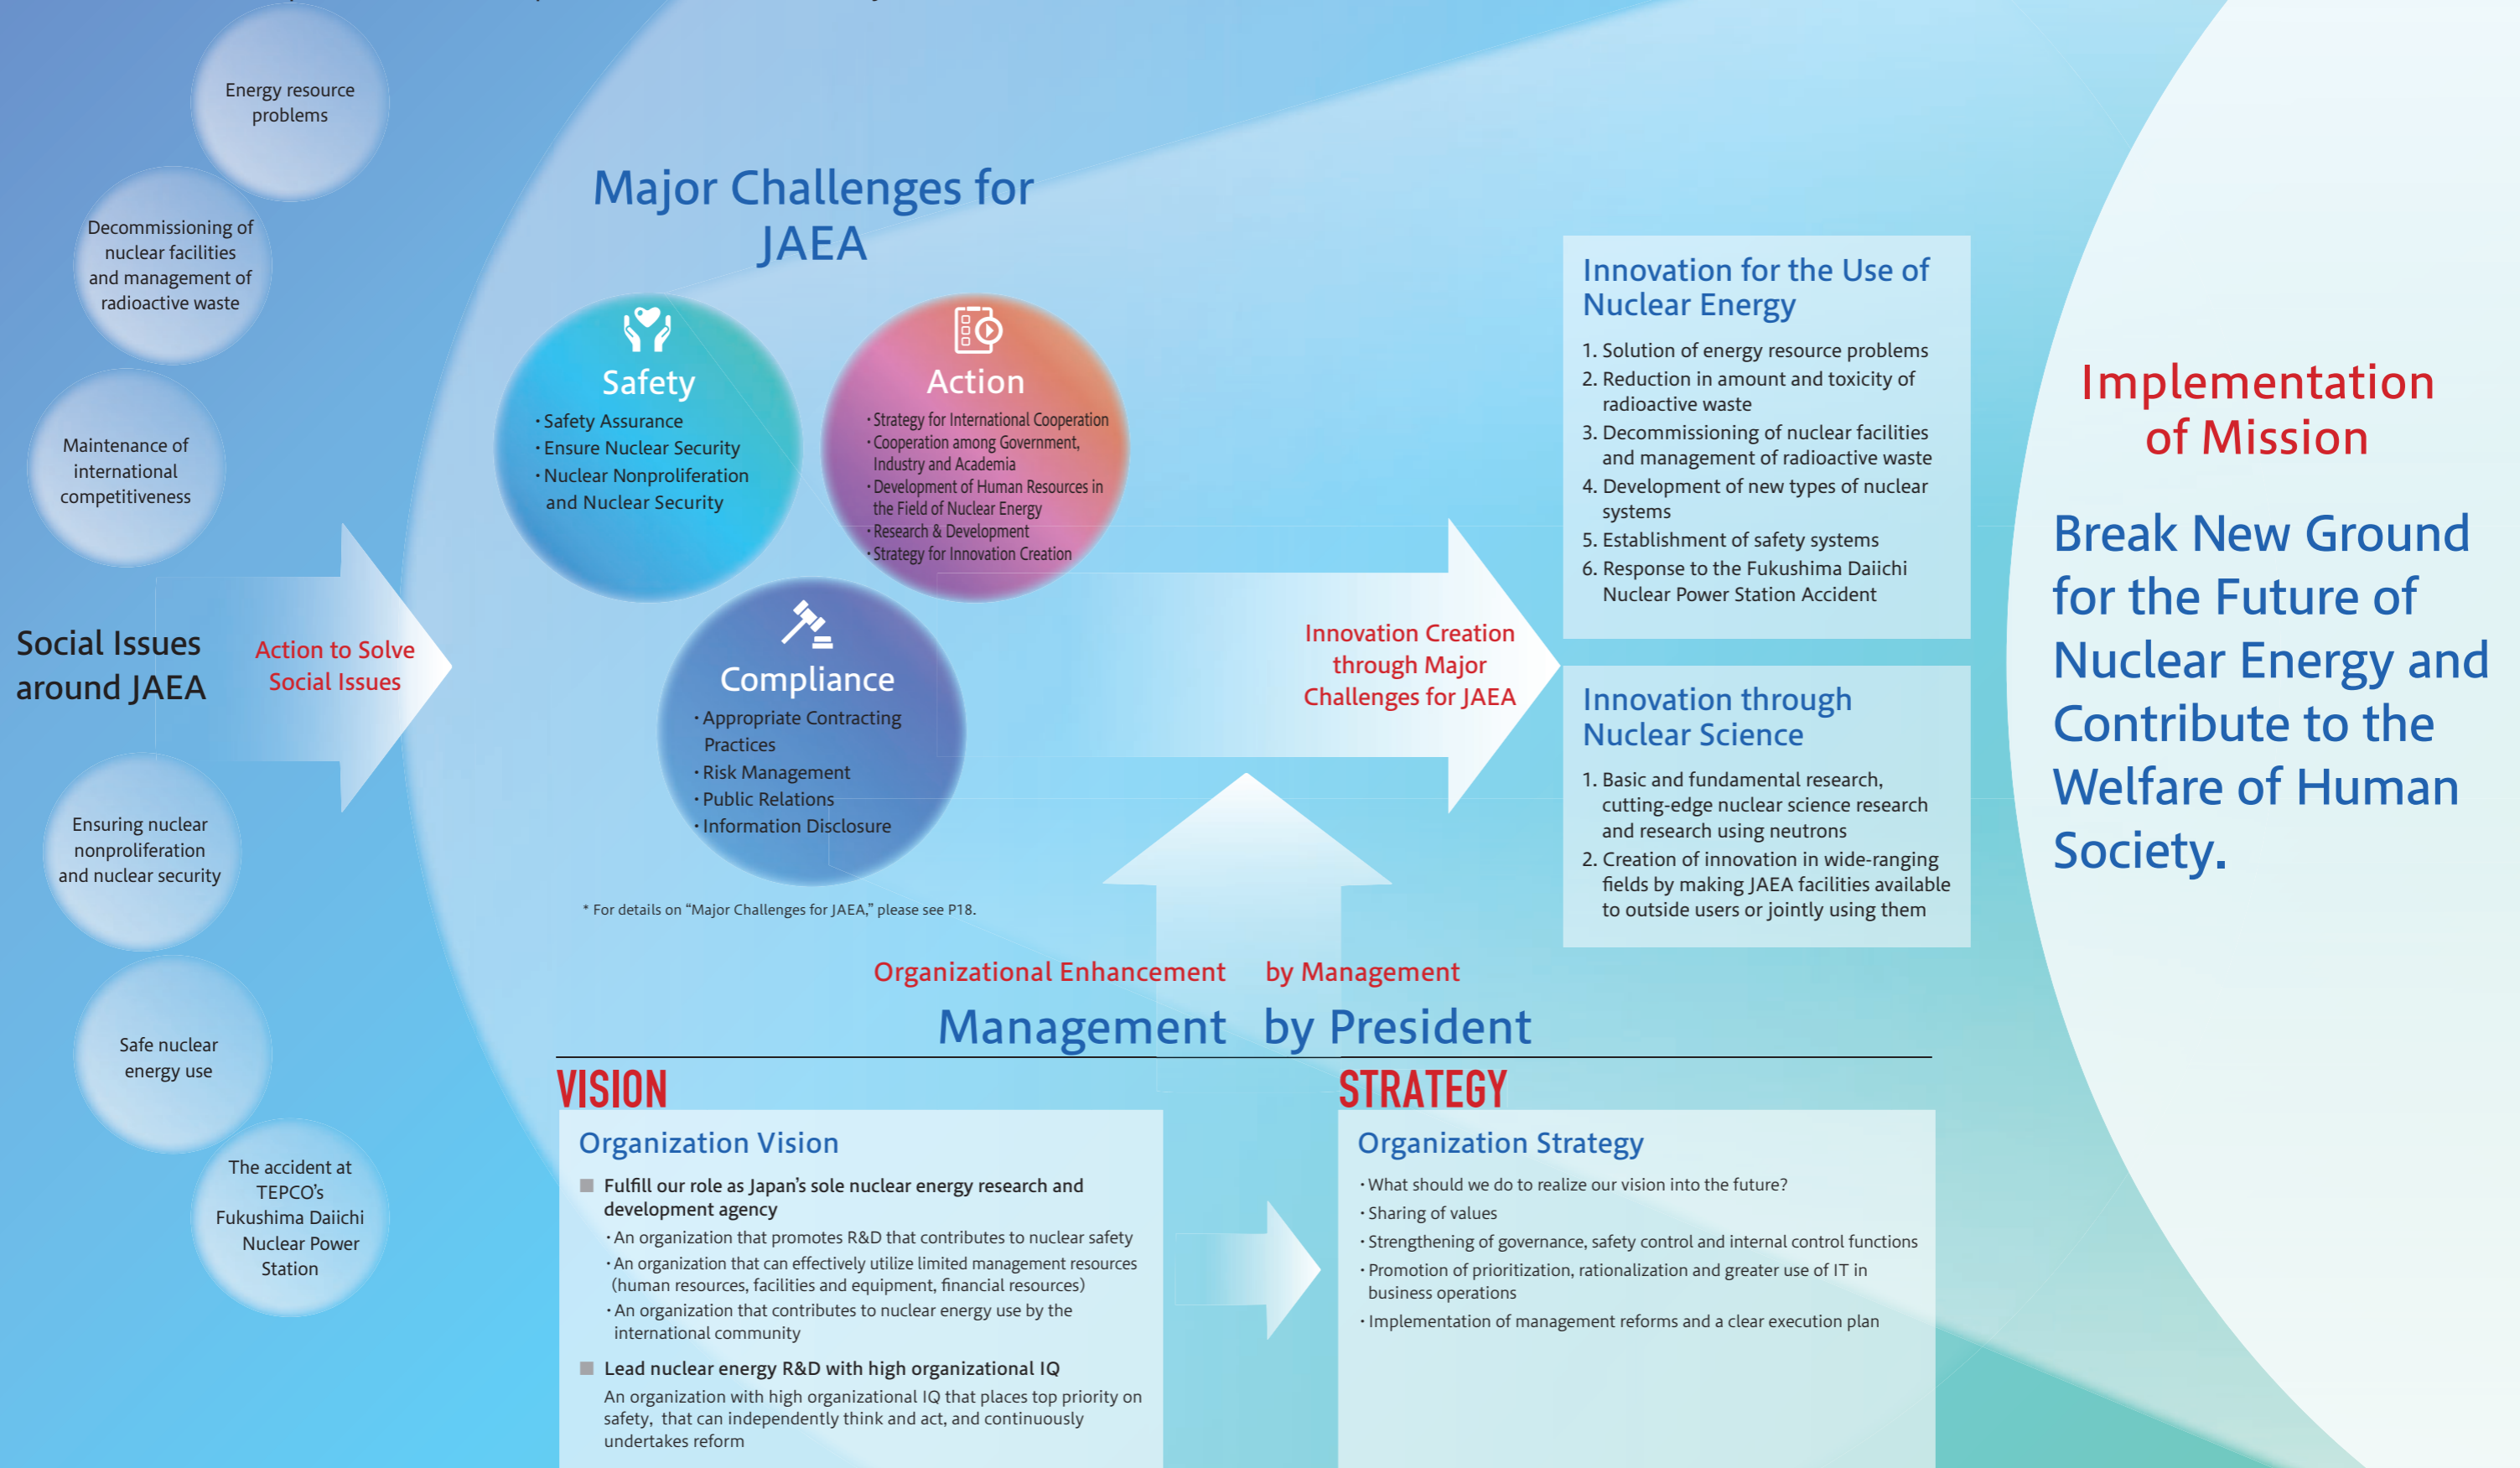 Energy resource
problems
Decommissioning of
nuclear facilities
and management of
radioactive waste
Maintenance of
international
competitiveness
Social Issues
around JAEA
Ensuring nuclear
nonproliferation
and nuclear security
Safe nuclear
energy use
The accident at
TEPCO’s
Fukushima Daiichi
Nuclear Power
Station
Action to Solve
Social Issues
Major Challenges for
JAEA
Safety
・Safety Assurance
・Ensure Nuclear Security
・Nuclear Nonproliferation
and Nuclear Security
Action
・Strategy for International Cooperation
・Cooperation among Government,
Industry and Academia
・Development of Human Resources in
the Field of Nuclear Energy
・Research & Development
・Strategy for Innovation Creation
Compliance
・Appropriate Contracting
Practices
・Risk Management
・Public Relations
・Information Disclosure
* For details on “Major Challenges for JAEA,” please see P18.
Innovation Creation
through Major
Challenges for JAEA
Innovation for the Use of
Nuclear Energy
1. Solution of energy resource problems
2. Reduction in amount and toxicity of
radioactive waste
3. Decommissioning of nuclear facilities
and management of radioactive waste
4. Development of new types of nuclear
systems
5. Establishment of safety systems
6. Response to the Fukushima Daiichi
Nuclear Power Station Accident
Innovation through
Nuclear Science
1. Basic and fundamental research,
cutting-edge nuclear science research
and research using neutrons
2. Creation of innovation in wide-ranging
fields by making JAEA facilities available
to outside users or jointly using them
Implementation
of Mission
Break New Ground
for the Future of
Nuclear Energy and
Contribute to the
Welfare of Human
Society.
Organizational Enhancement by Management
Management by President
VISION
Organization Vision
■ Fulfill our role as Japan’s sole nuclear energy research and
development agency
・An organization that promotes R&D that contributes to nuclear safety
・An organization that can effectively utilize limited management resources
(human resources, facilities and equipment, financial resources)
・An organization that contributes to nuclear energy use by the
international community
■ Lead nuclear energy R&D with high organizational IQ
An organization with high organizational IQ that places top priority on
safety, that can independently think and act, and continuously
undertakes reform
STRATEGY
Organization Strategy
・What should we do to realize our vision into the future?
・Sharing of values
・Strengthening of governance, safety control and internal control functions
・Promotion of prioritization, rationalization and greater use of IT in
business operations
・Implementation of management reforms and a clear execution plan